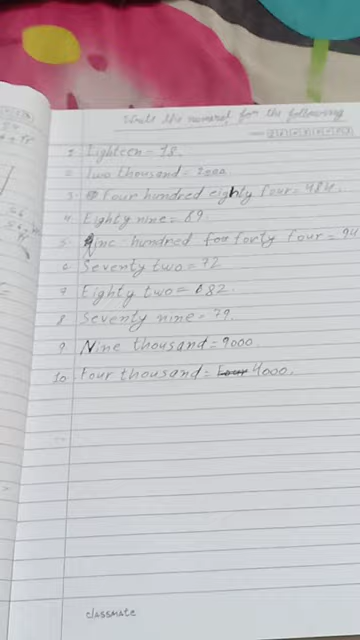 Write the numeral for the following
1 Eighteen = 18.
2 Two thousand = 2000
3. Four hundred eighty four = 484.
4. Eighty nine = 89
5 Nine hundred forty four = 94
6 Seventy two = 72
7 Eighty two = 82.
8 Seventy nine = 79.
9. Nine thousand = 9000.
10 Four thousand = 4000.
classmate